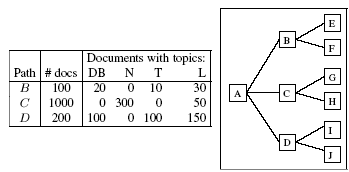 Documents with topics:
Path # docs DB N T L
B 100 20 0 10 30
C 1000 0 300 0 50
D 200 100 0 100 150
A
B
C
D
E
F
G
H
I
J